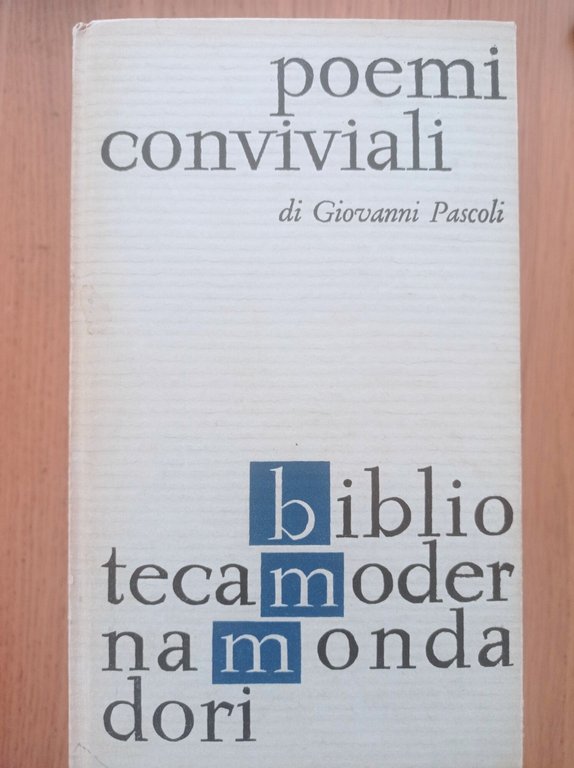 poemi
conviviali
di Giovanni Pascoli
biblio
tecamoder
namonda
dori